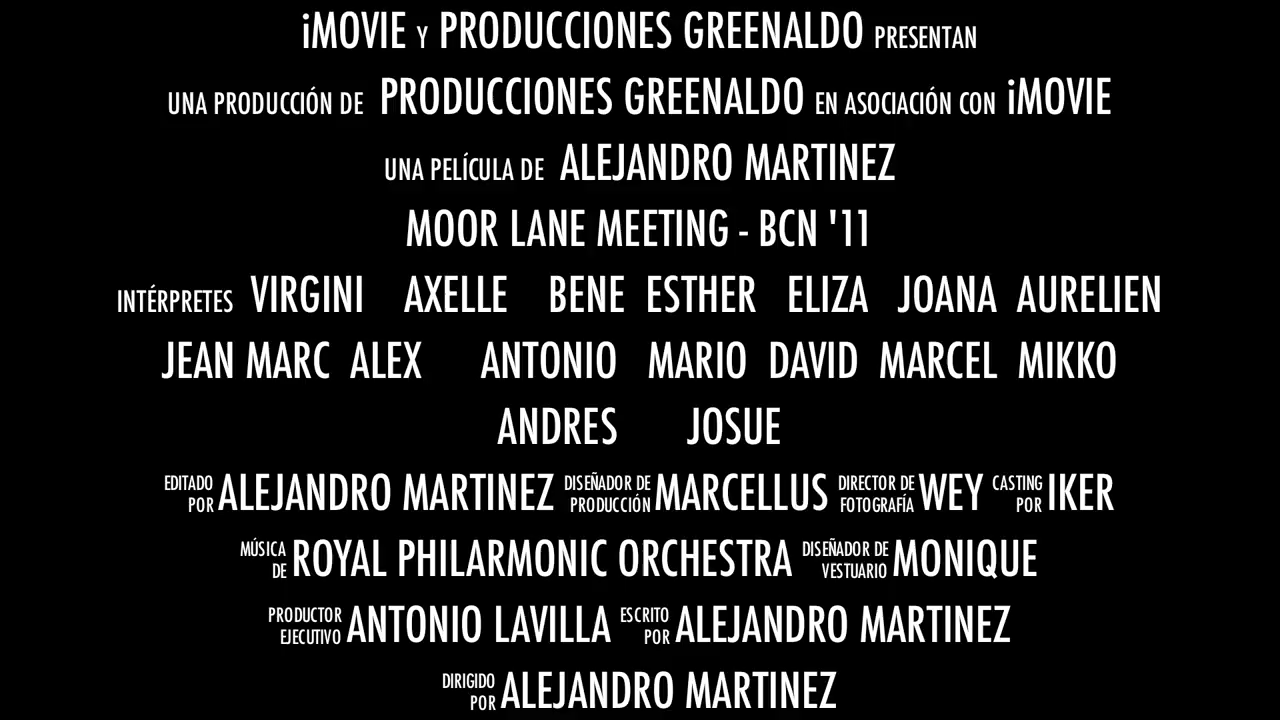 iMOVIE Y PRODUCCIONES GREENALDO PRESENTAN
UNA PRODUCCIÓN DE PRODUCCIONES GREENALDO EN ASOCIACIÓN CON iMOVIE
UNA PELÍCULA DE ALEJANDRO MARTINEZ
MOOR LANE MEETING - BCN '11
INTÉRPRETES VIRGINI AXELLE BENE ESTHER ELIZA JOANA AURELIEN
JEAN MARC ALEX ANTONIO MARIO DAVID MARCEL MIKKO
ANDRES JOSUE
EDITADO POR ALEJANDRO MARTINEZ DISEÑADOR DE PRODUCCIÓN MARCELLUS DIRECTOR DE FOTOGRAFÍA WEY CASTING POR IKER
MÚSICA DE ROYAL PHILARMONIC ORCHESTRA DISEÑADOR DE VESTUARIO MONIQUE
PRODUCTOR EJECUTIVO ANTONIO LAVILLA ESCRITO POR ALEJANDRO MARTINEZ
DIRIGIDO POR ALEJANDRO MARTINEZ